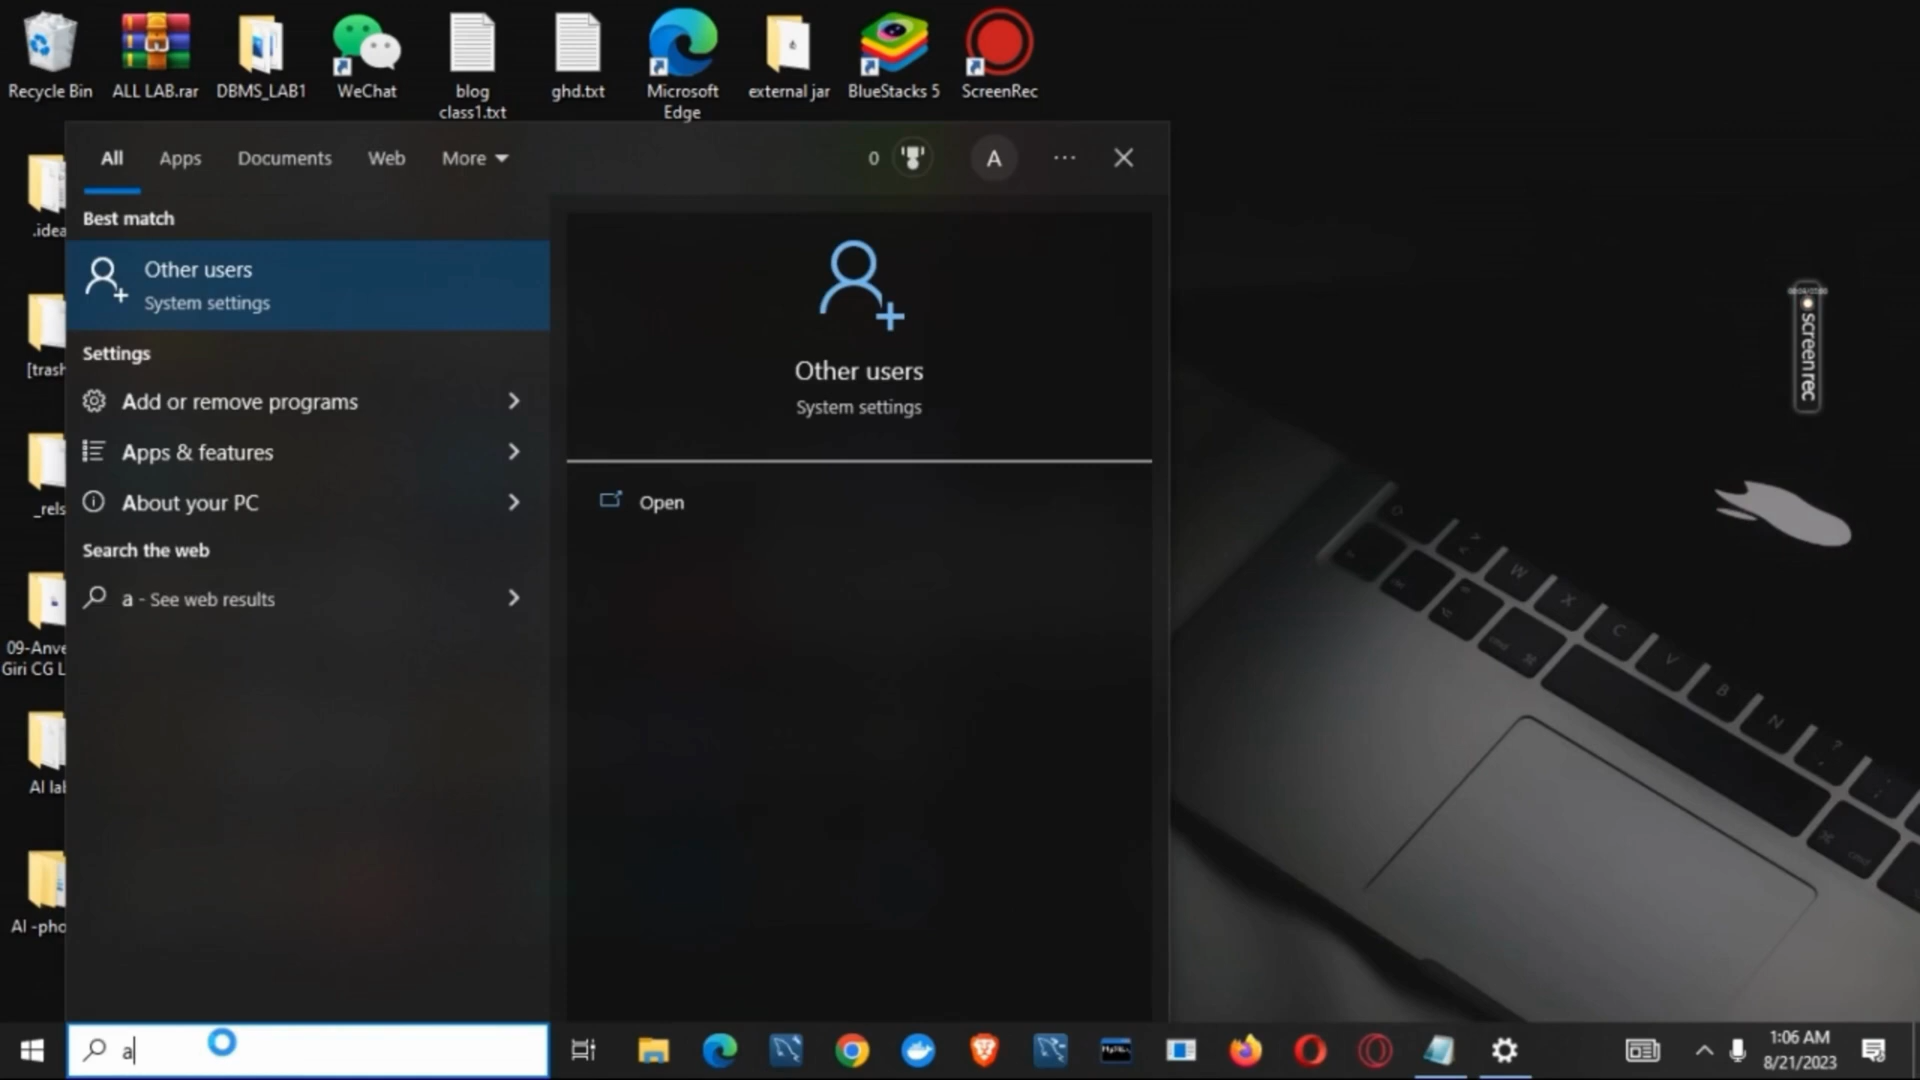 Recycle Bin
ALL LAB.rar
DBMS_LAB1
WeChat
blog
class1.txt
ghd.txt
Microsoft
Edge
external jar
BlueStacks 5
ScreenRec
All
Apps
Documents
Web
More
0
A
Best match
Other users
System settings
Settings
Add or remove programs
Apps & features
About your PC
Search the web
a - See web results
Other users
System settings
Open
.idea
[trash
_rels
09-Anve
Giri CG L
AI lab
AI -pho
screenrec
a
1:06 AM
8/21/2023